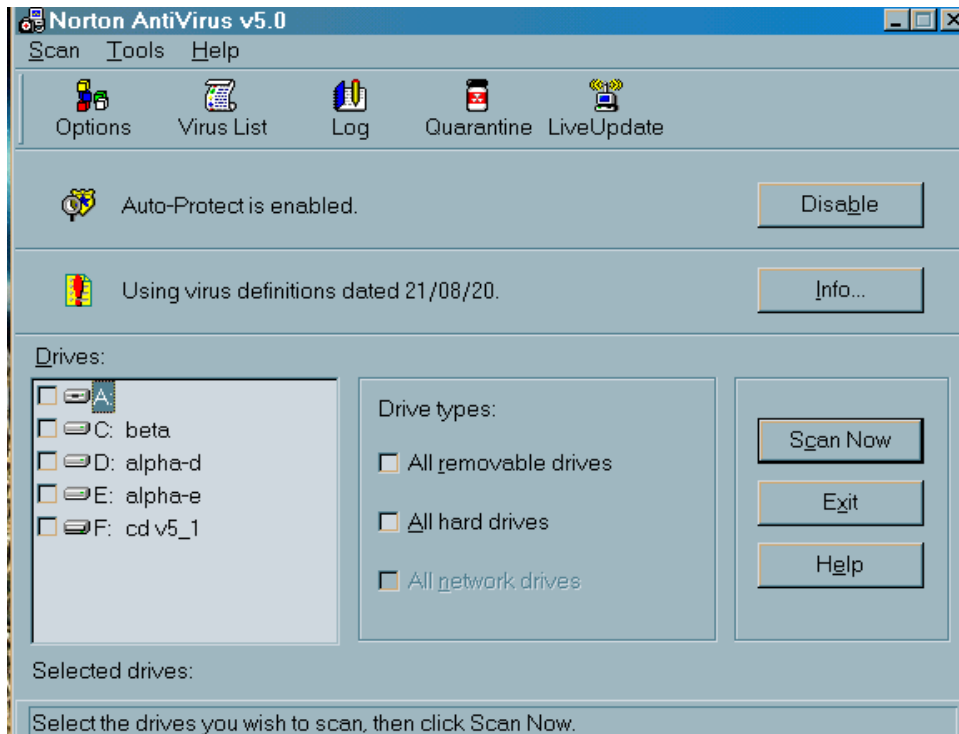 Norton AntiVirus v5.0
Scan Tools Help
Options Virus List Log Quarantine LiveUpdate
Auto-Protect is enabled. Disable
Using virus definitions dated 21/08/20. Info...
Drives:
A:
C: beta
D: alpha-d
E: alpha-e
F: cd v5_1
Drive types:
All removable drives
All hard drives
All network drives
Scan Now
Exit
Help
Selected drives:
Select the drives you wish to scan, then click Scan Now.